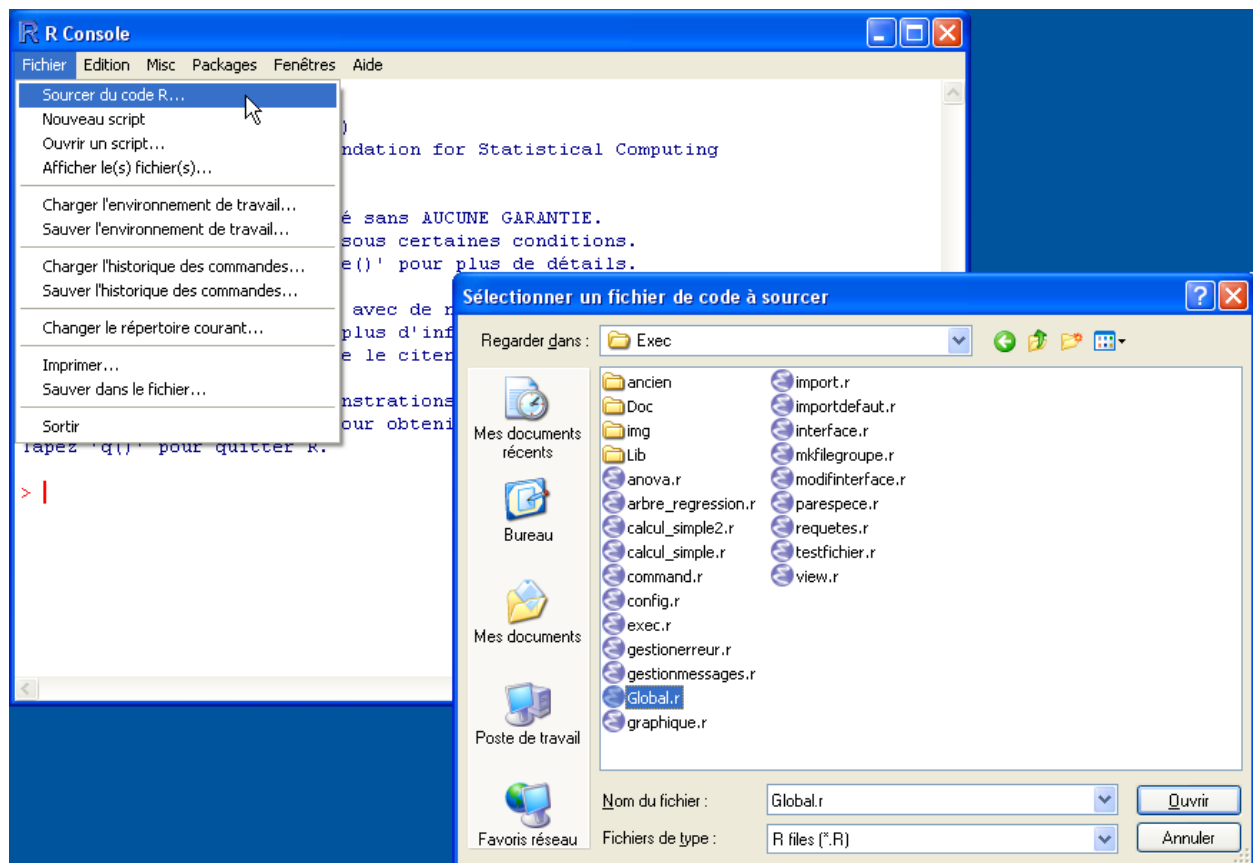 R Console
Fichier Edition Misc Packages Fenêtres Aide
Sourcer du code R...
Nouveau script
Ouvrir un script...
Afficher le(s) fichier(s)...
Charger l'environnement de travail...
Sauver l'environnement de travail...
Charger l'historique des commandes...
Sauver l'historique des commandes...
Changer le répertoire courant...
Imprimer...
Sauver dans le fichier...
Sortir
)
ndation for Statistical Computing
é sans AUCUNE GARANTIE.
sous certaines conditions.
e()' pour plus de détails.
avec de
plus d'inf
e le citer
nstrations
our obteni
Tapez 'q()' pour quitter R.
>
Sélectionner un fichier de code à sourcer
Regarder dans : Exec
Mes documents récents
Bureau
Mes documents
Poste de travail
Favoris réseau
ancien
Doc
img
Lib
anova.r
arbre_regression.r
calcul_simple2.r
calcul_simple.r
command.r
config.r
exec.r
gestionerreur.r
gestionmessages.r
Global.r
graphique.r
import.r
importdefaut.r
interface.r
mkfilegroupe.r
modifinterface.r
parespece.r
requetes.r
testfichier.r
view.r
Nom du fichier : Global.r Ouvrir
Fichiers de type : R files (*.R) Annuler